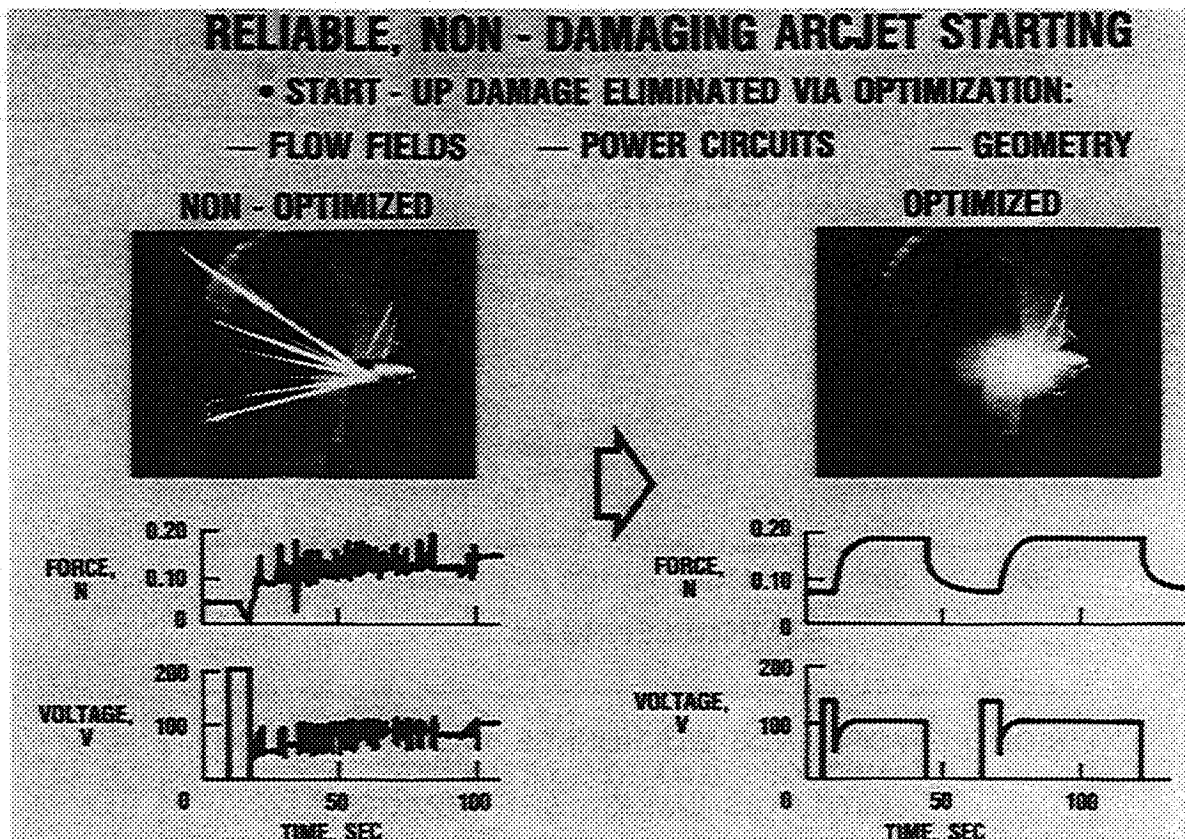 RELIABLE, NON - DAMAGING ARCJET STARTING
• START - UP DAMAGE ELIMINATED VIA OPTIMIZATION:
— FLOW FIELDS — POWER CIRCUITS — GEOMETRY
NON - OPTIMIZED
OPTIMIZED
0.20
FORCE, N
0.10
0
200
VOLTAGE, V
100
0 50 100
TIME, SEC
0.20
FORCE, N
0.10
0
200
VOLTAGE, V
100
0 50 100
TIME, SEC